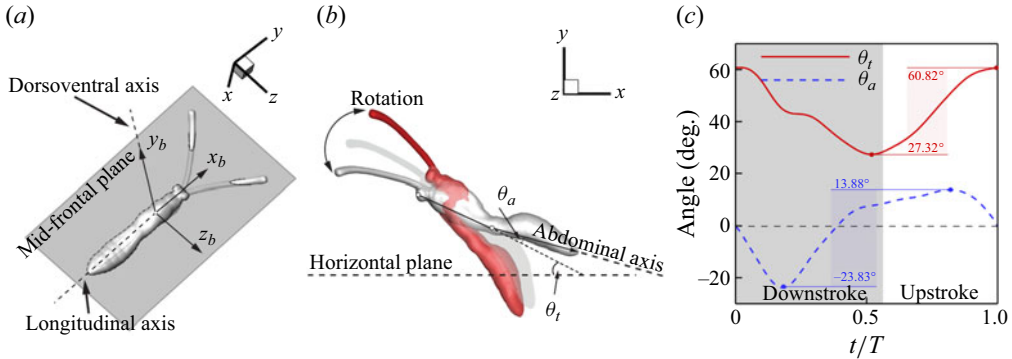 (a)
y
x
z
Dorsoventral axis
y_b
x_b
z_b
Mid-frontal plane
Longitudinal axis
(b)
y
z
x
Rotation
θ_a
Abdominal axis
Horizontal plane
θ_t
(c)
Angle (deg.)
60
40
20
0
−20
θ_t
θ_a
60.82°
27.32°
13.88°
−23.83°
Downstroke
Upstroke
0
0.5
1.0
t/T